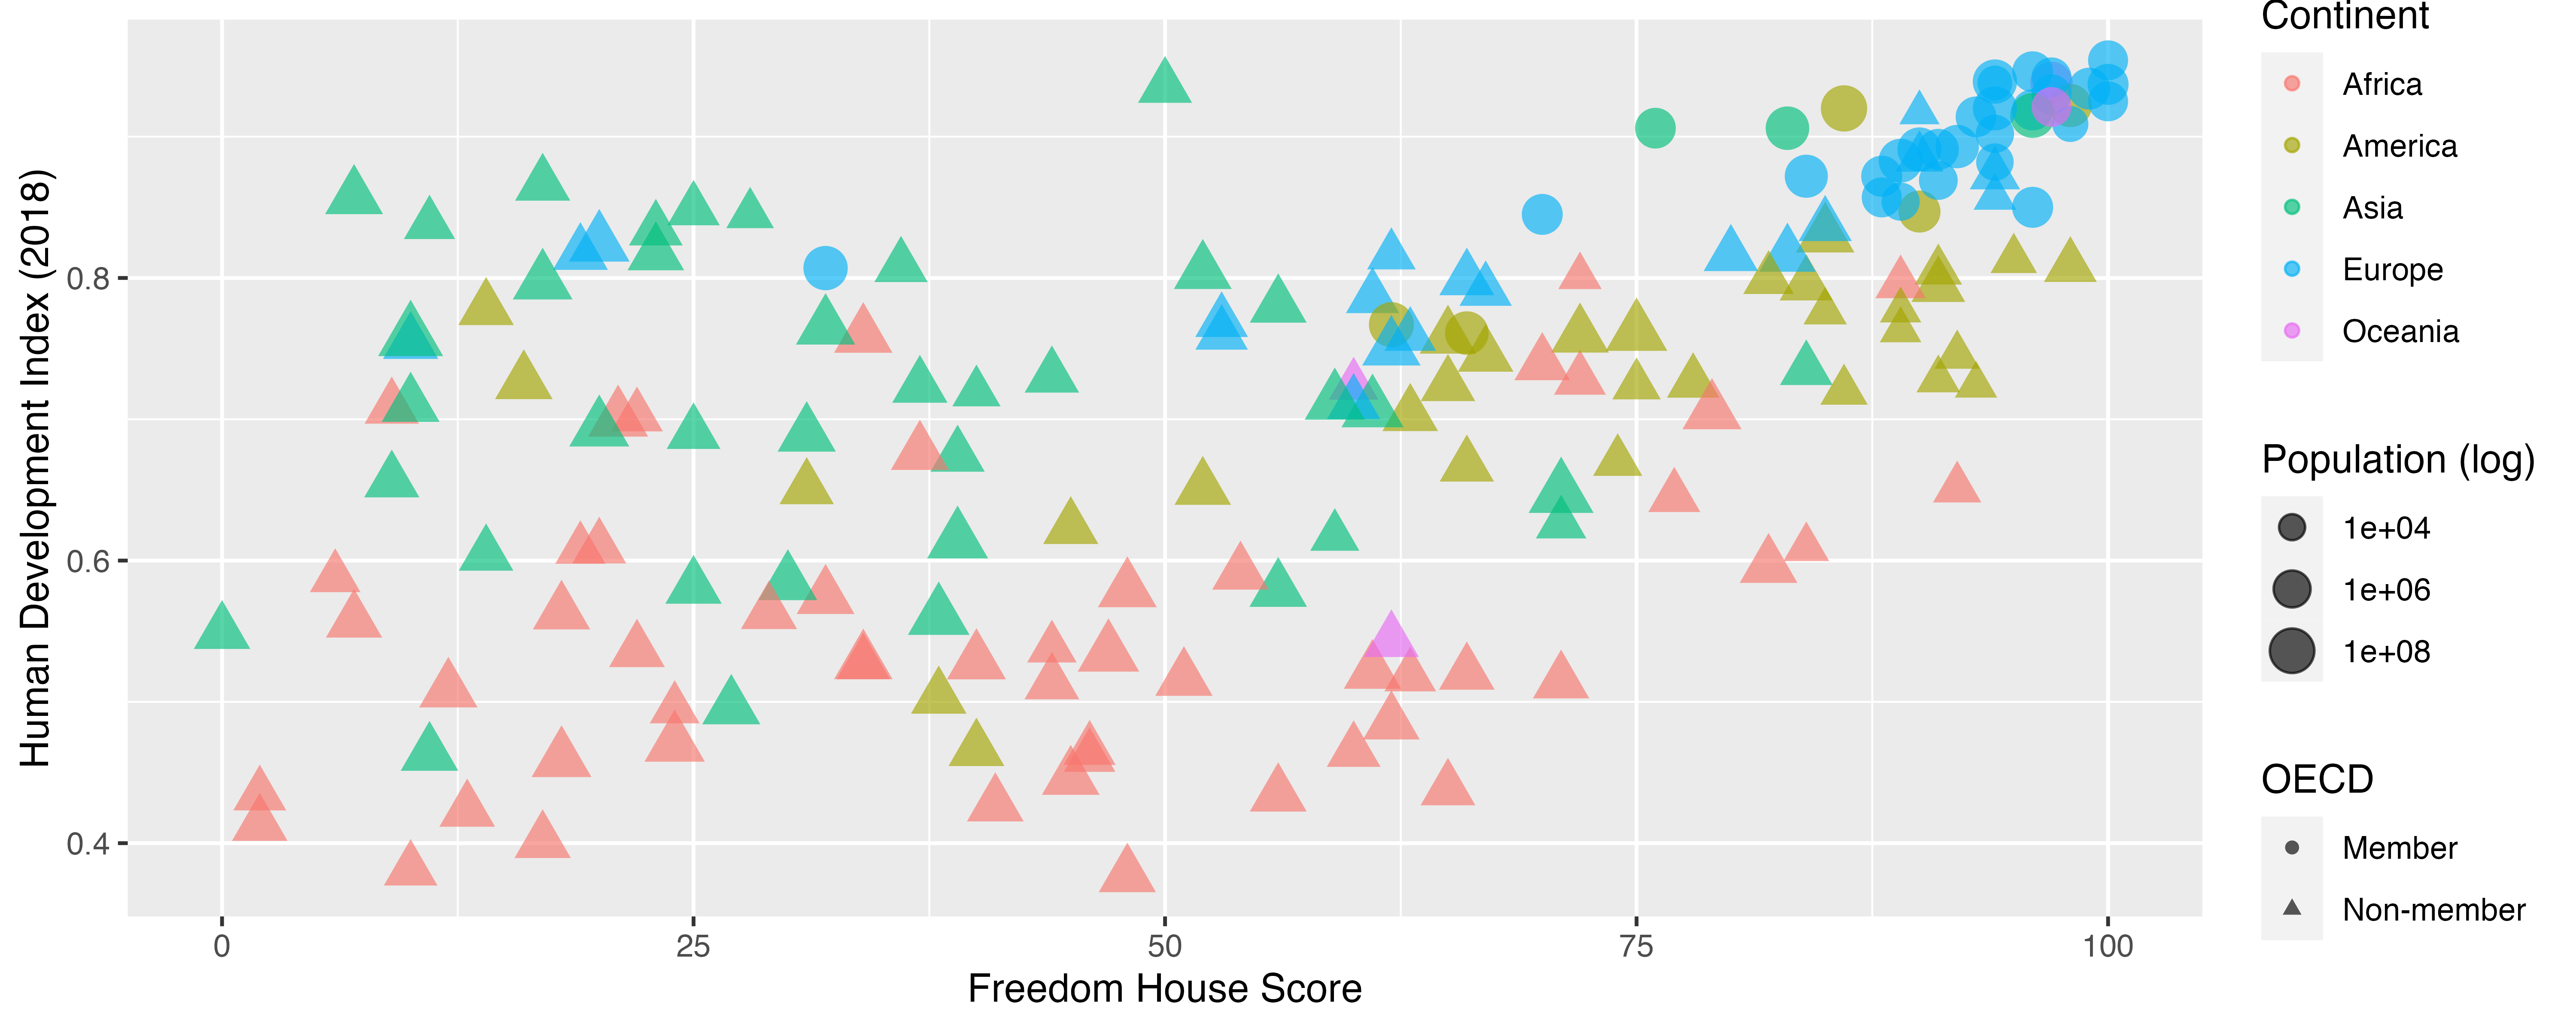 Human Development Index (2018)
0.8
0.6
0.4
0
25
50
75
100
Freedom House Score
Continent
Africa
America
Asia
Europe
Oceania
Population (log)
1e+04
1e+06
1e+08
OECD
Member
Non-member